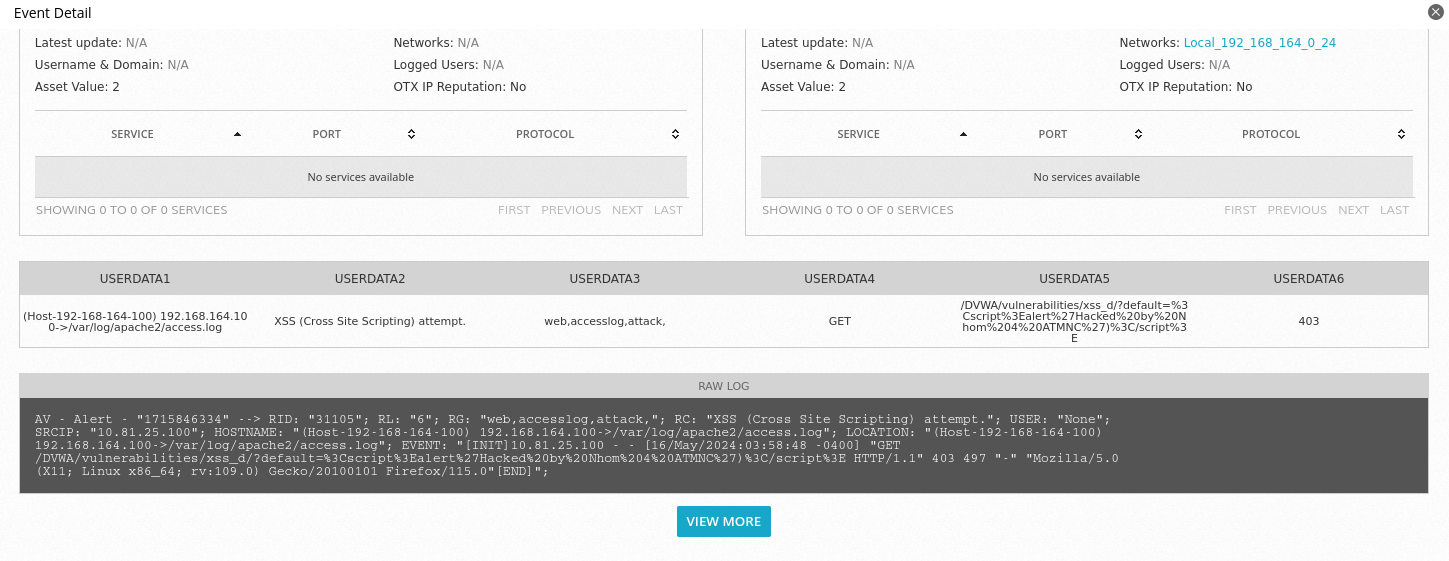 Event Detail
Latest update: N/A
Networks: N/A
Username & Domain: N/A
Logged Users: N/A
Asset Value: 2
OTX IP Reputation: No
SERVICE
PORT
PROTOCOL
No services available
SHOWING 0 TO 0 OF 0 SERVICES
FIRST PREVIOUS NEXT LAST
Latest update: N/A
Networks: Local_192_168_164_0_24
Username & Domain: N/A
Logged Users: N/A
Asset Value: 2
OTX IP Reputation: No
SERVICE
PORT
PROTOCOL
No services available
SHOWING 0 TO 0 OF 0 SERVICES
FIRST PREVIOUS NEXT LAST
USERDATA1
USERDATA2
USERDATA3
USERDATA4
USERDATA5
USERDATA6
(Host-192-168-164-100) 192.168.164.10
0->/var/log/apache2/access.log
XSS (Cross Site Scripting) attempt.
web,accesslog,attack,
GET
/DVWA/vulnerabilities/xss_d/?default=%3
Cscript%3Ealert%27Hacked%20by%20N
hom%204%20ATMNC%27)%3C/script%3
E
403
RAW LOG
AV - Alert - "1715846334" --> RID: "31105"; RL: "6"; RG: "web,accesslog,attack,"; RC: "XSS (Cross Site Scripting) attempt."; USER: "None";
SRCIP: "10.81.25.100"; HOSTNAME: "(Host-192-168-164-100) 192.168.164.100->/var/log/apache2/access.log"; LOCATION: "(Host-192-168-164-100)
192.168.164.100->/var/log/apache2/access.log"; EVENT: "[INIT]10.81.25.100 - - [16/May/2024:03:58:48 -0400] "GET
/DVWA/vulnerabilities/xss_d/?default=%3Cscript%3Ealert%27Hacked%20by%20Nhom%204%20ATMNC%27)%3C/script%3E HTTP/1.1" 403 497 "-" "Mozilla/5.0
(X11; Linux x86_64; rv:109.0) Gecko/20100101 Firefox/115.0"[END]";
VIEW MORE